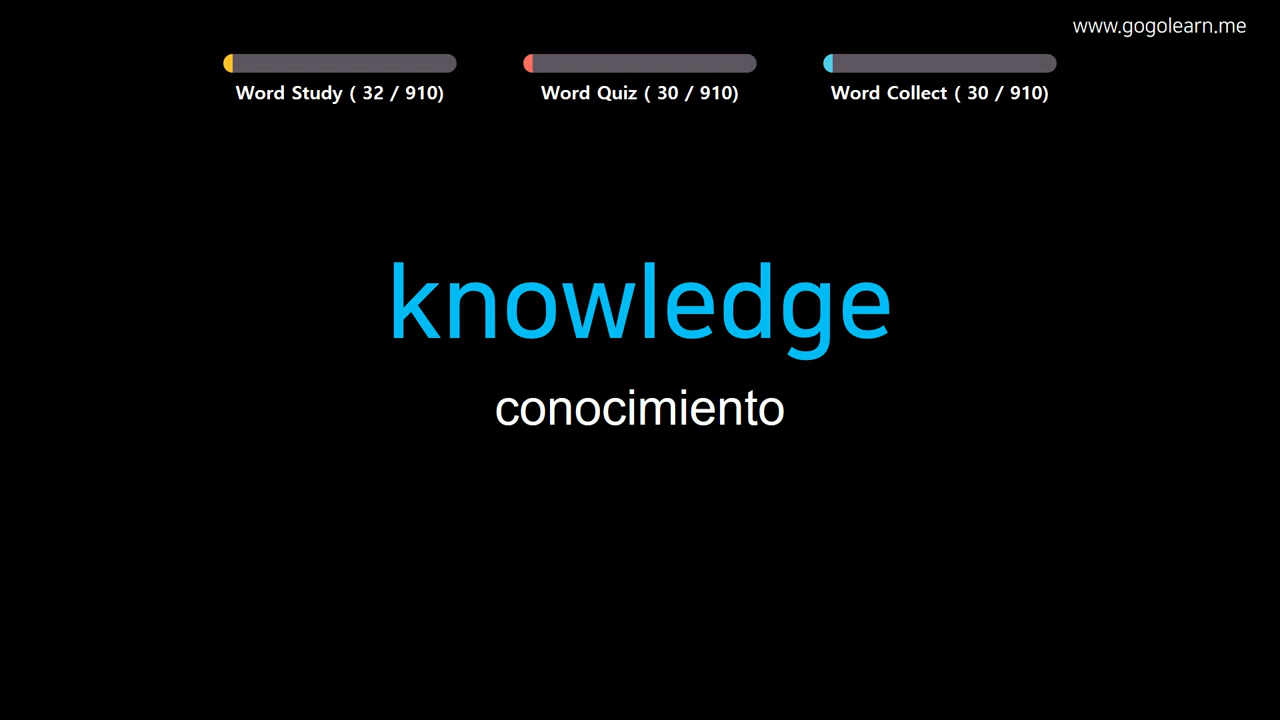 www.gogolearn.me
Word Study ( 32 / 910)
Word Quiz ( 30 / 910)
Word Collect ( 30 / 910)
knowledge
conocimiento